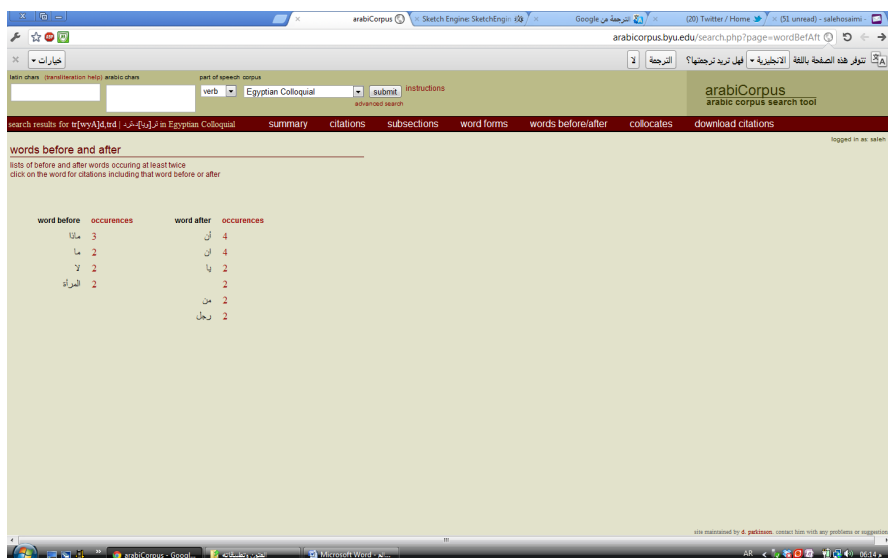 arabiCorpus
Sketch Engine: SketchEngin
الترجمة من Google
(20) Twitter / Home
(51 unread) - salehosaimi -
arabicorpus.byu.edu/search.php?page=wordBefAft
تتوفر هذه الصفحة باللغة الانجليزية فهل تريد ترجمتها؟ الترجمة لا خيارات
latin chars (transliteration help) arabic chars part of speech corpus
verb Egyptian Colloquial submit instructions
advanced search
arabiCorpus
arabic corpus search tool
search results for tr[wyA]d,trd | تر[ويا]د,ترد in Egyptian Colloquial summary citations subsections word forms words before/after collocates download citations
logged in as: saleh
words before and after
lists of before and after words occuring at least twice
click on the word for citations including that word before or after
word before occurences word after occurences
ماذا 3 أن 4
ما 2 ان 4
لا 2 يا 2
المرأة 2 2
من 2
رجل 2
site maintained by d. parkinson. contact him with any problems or suggestion
arabiCorpus - Googl...
المتون وتطبيقاته
Microsoft Word - ...
AR 06:14 م